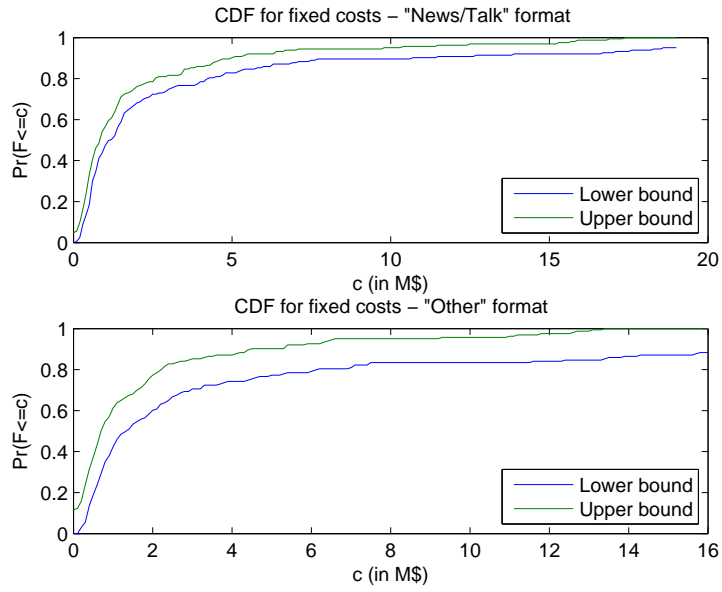 CDF for fixed costs − "News/Talk" format
Pr(F<=c)
1
0.8
0.6
0.4
0.2
0
0 5 10 15 20
c (in M$)
Lower bound
Upper bound
CDF for fixed costs − "Other" format
Pr(F<=c)
1
0.8
0.6
0.4
0.2
0
0 2 4 6 8 10 12 14 16
c (in M$)
Lower bound
Upper bound